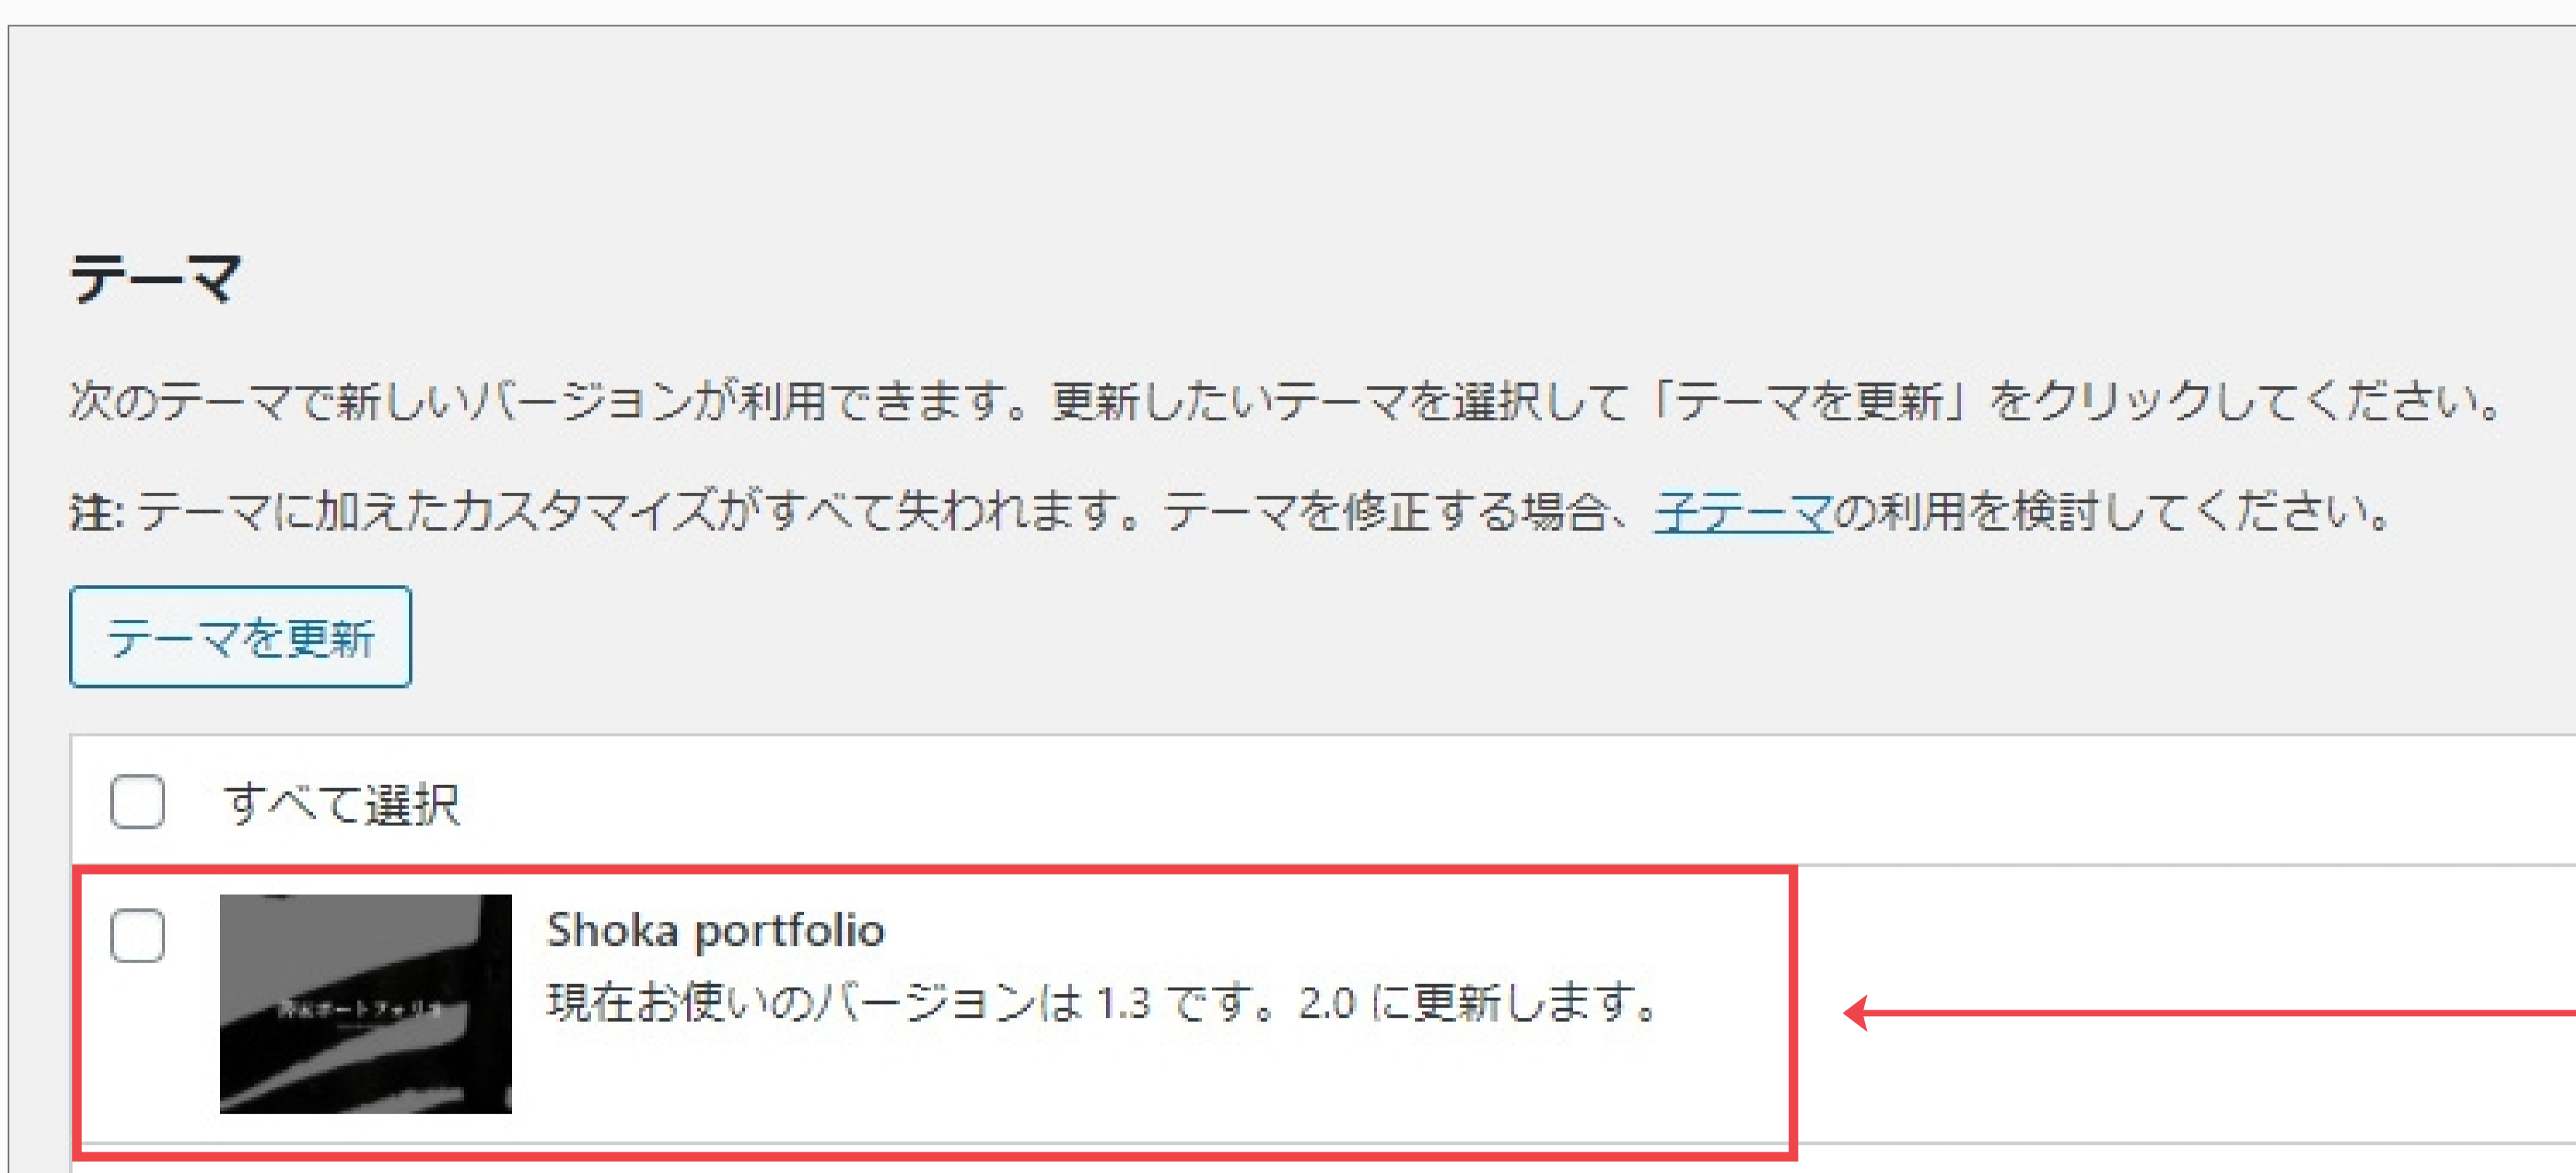 テーマ
次のテーマで新しいバージョンが利用できます。更新したいテーマを選択して「テーマを更新」をクリックしてください。
注: テーマに加えたカスタマイズがすべて失われます。テーマを修正する場合、子テーマの利用を検討してください。
テーマを更新
すべて選択
Shoka portfolio
現在お使いのバージョンは 1.3 です。2.0 に更新します。
ポートフォリオ